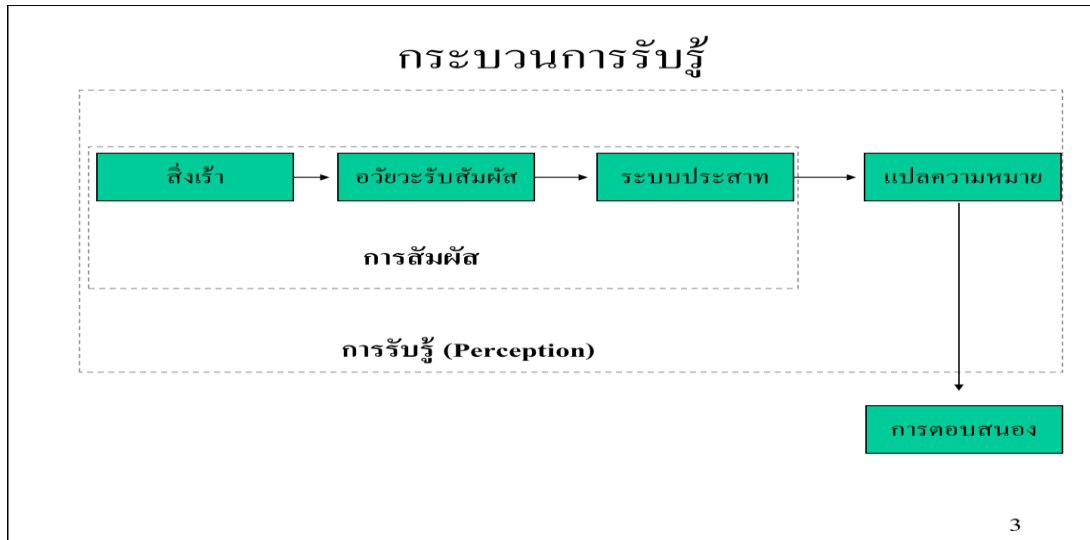 กระบวนการรับรู้
สิ่งเร้า
อวัยวะรับสัมผัส
ระบบประสาท
แปลความหมาย
การสัมผัส
การรับรู้ (Perception)
การตอบสนอง
3